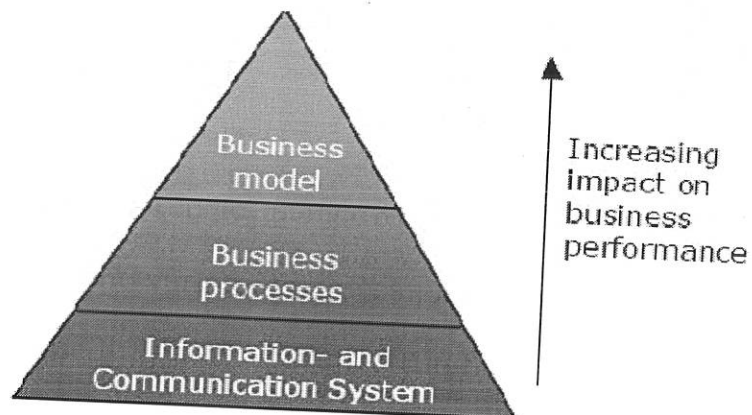 Business
model
Business
processes
Information- and
Communication System
Increasing
impact on
business
performance